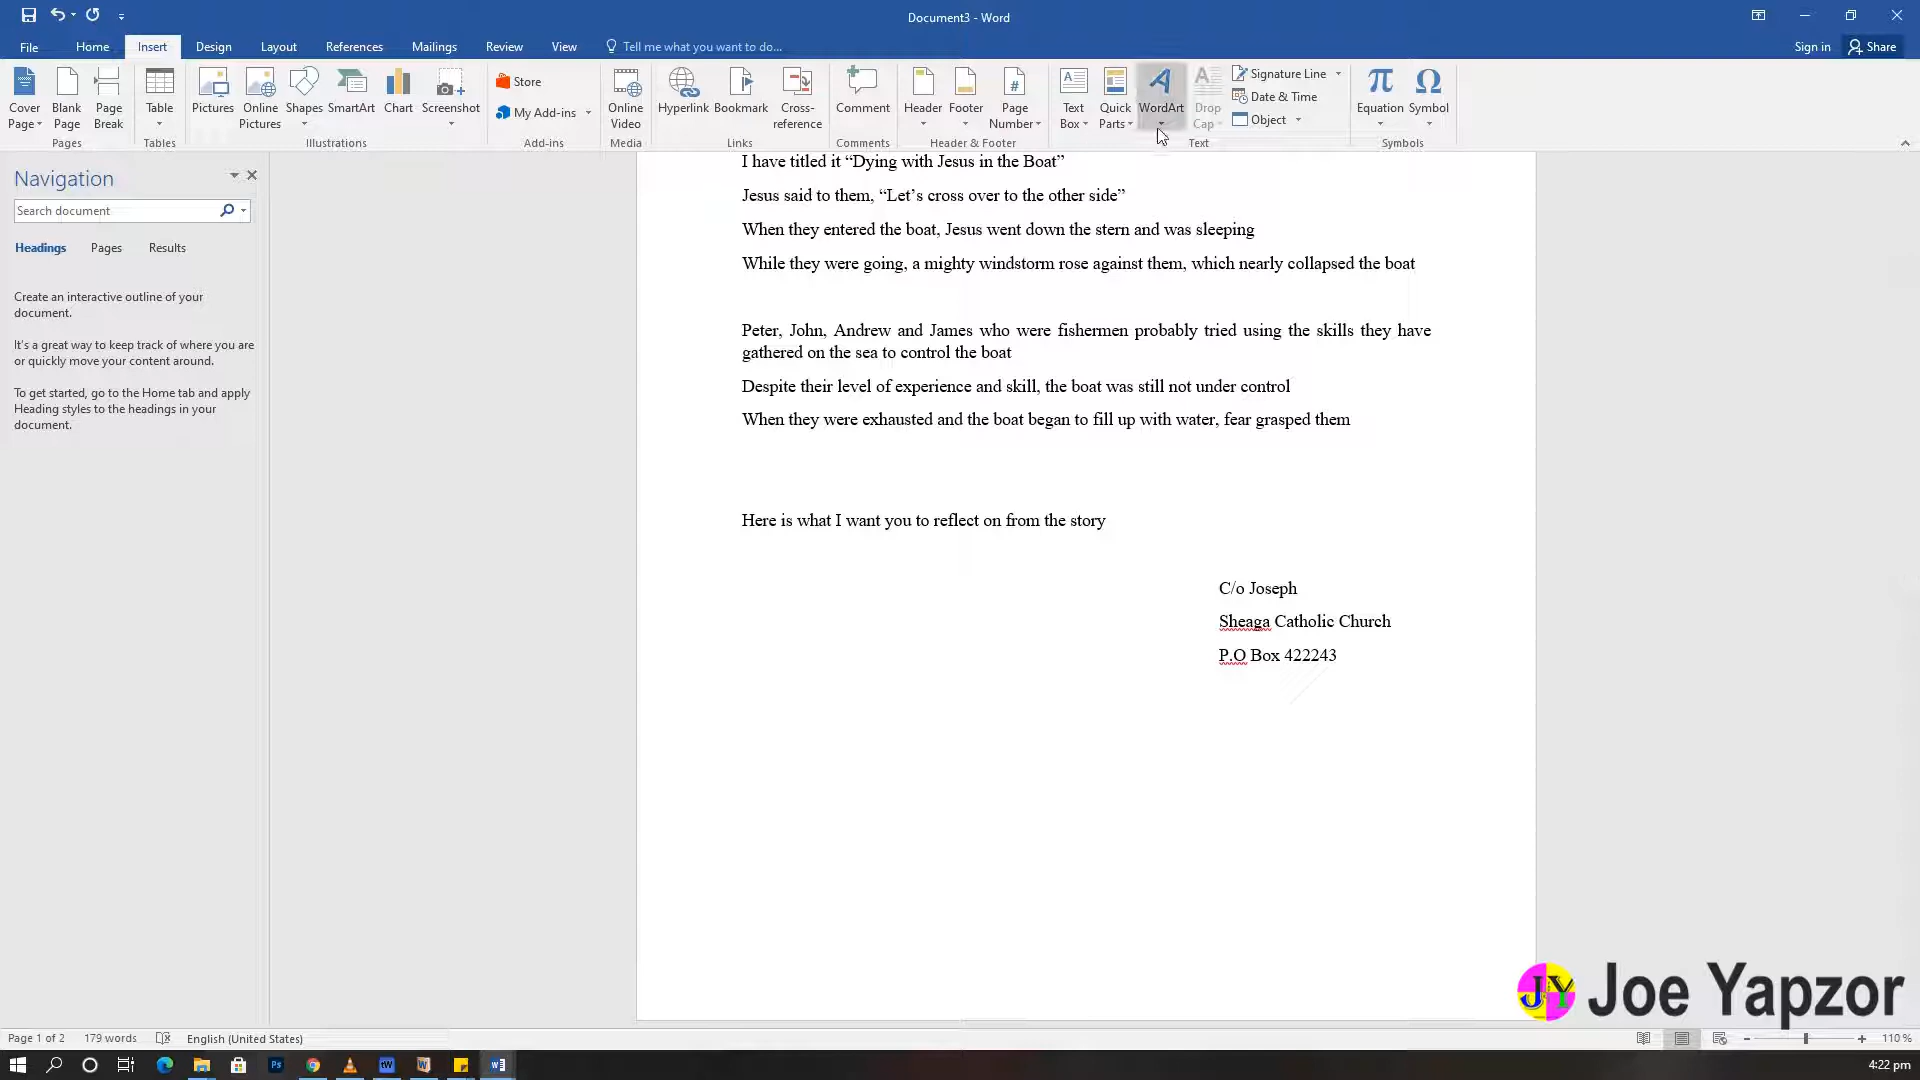 Document3 - Word
File Home Insert Design Layout References Mailings Review View Tell me what you want to do... Sign in Share
Cover Page Blank Page Page Break
Pages
Table
Tables
Pictures Online Pictures Shapes SmartArt Chart Screenshot
Illustrations
Store
My Add-ins
Add-ins
Online Video
Media
Hyperlink Bookmark Cross-reference
Links
Comment
Comments
Header Footer Page Number
Header & Footer
Text Box Quick Parts WordArt Drop Cap
Signature Line
Date & Time
Object
Text
Equation Symbol
Symbols
Navigation
Search document
Headings Pages Results
Create an interactive outline of your
document.
It's a great way to keep track of where you are
or quickly move your content around.
To get started, go to the Home tab and apply
Heading styles to the headings in your
document.
I have titled it “Dying with Jesus in the Boat”
Jesus said to them, “Let’s cross over to the other side”
When they entered the boat, Jesus went down the stern and was sleeping
While they were going, a mighty windstorm rose against them, which nearly collapsed the boat
Peter, John, Andrew and James who were fishermen probably tried using the skills they have
gathered on the sea to control the boat
Despite their level of experience and skill, the boat was still not under control
When they were exhausted and the boat began to fill up with water, fear grasped them
Here is what I want you to reflect on from the story
C/o Joseph
Sheaga Catholic Church
P.O Box 422243
JY Joe Yapzor
Page 1 of 2 179 words English (United States) 110 %
4:22 pm